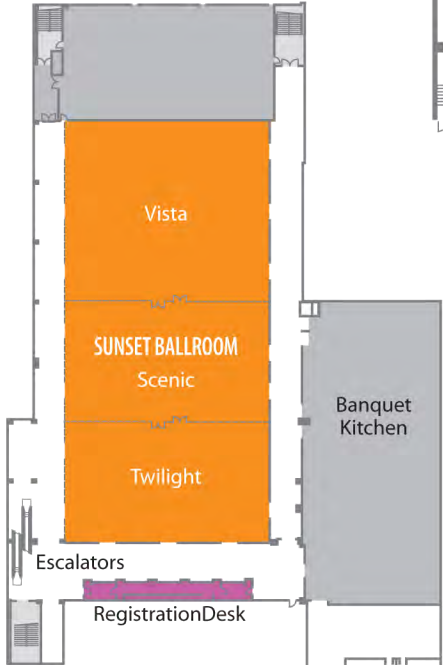 Vista
SUNSET BALLROOM
Scenic
Banquet
Kitchen
Twilight
Escalators
RegistrationDesk